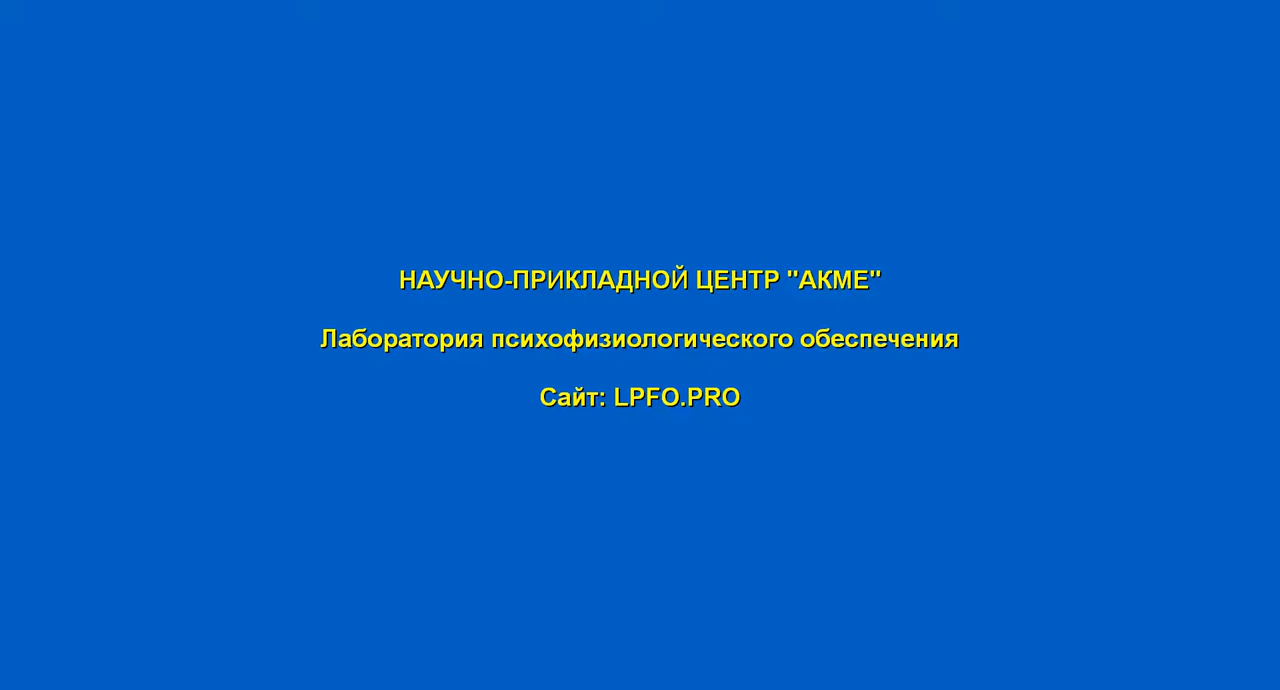 НАУЧНО-ПРИКЛАДНОЙ ЦЕНТР "АКМЕ"
Лаборатория психофизиологического обеспечения
Сайт: LPFO.PRO